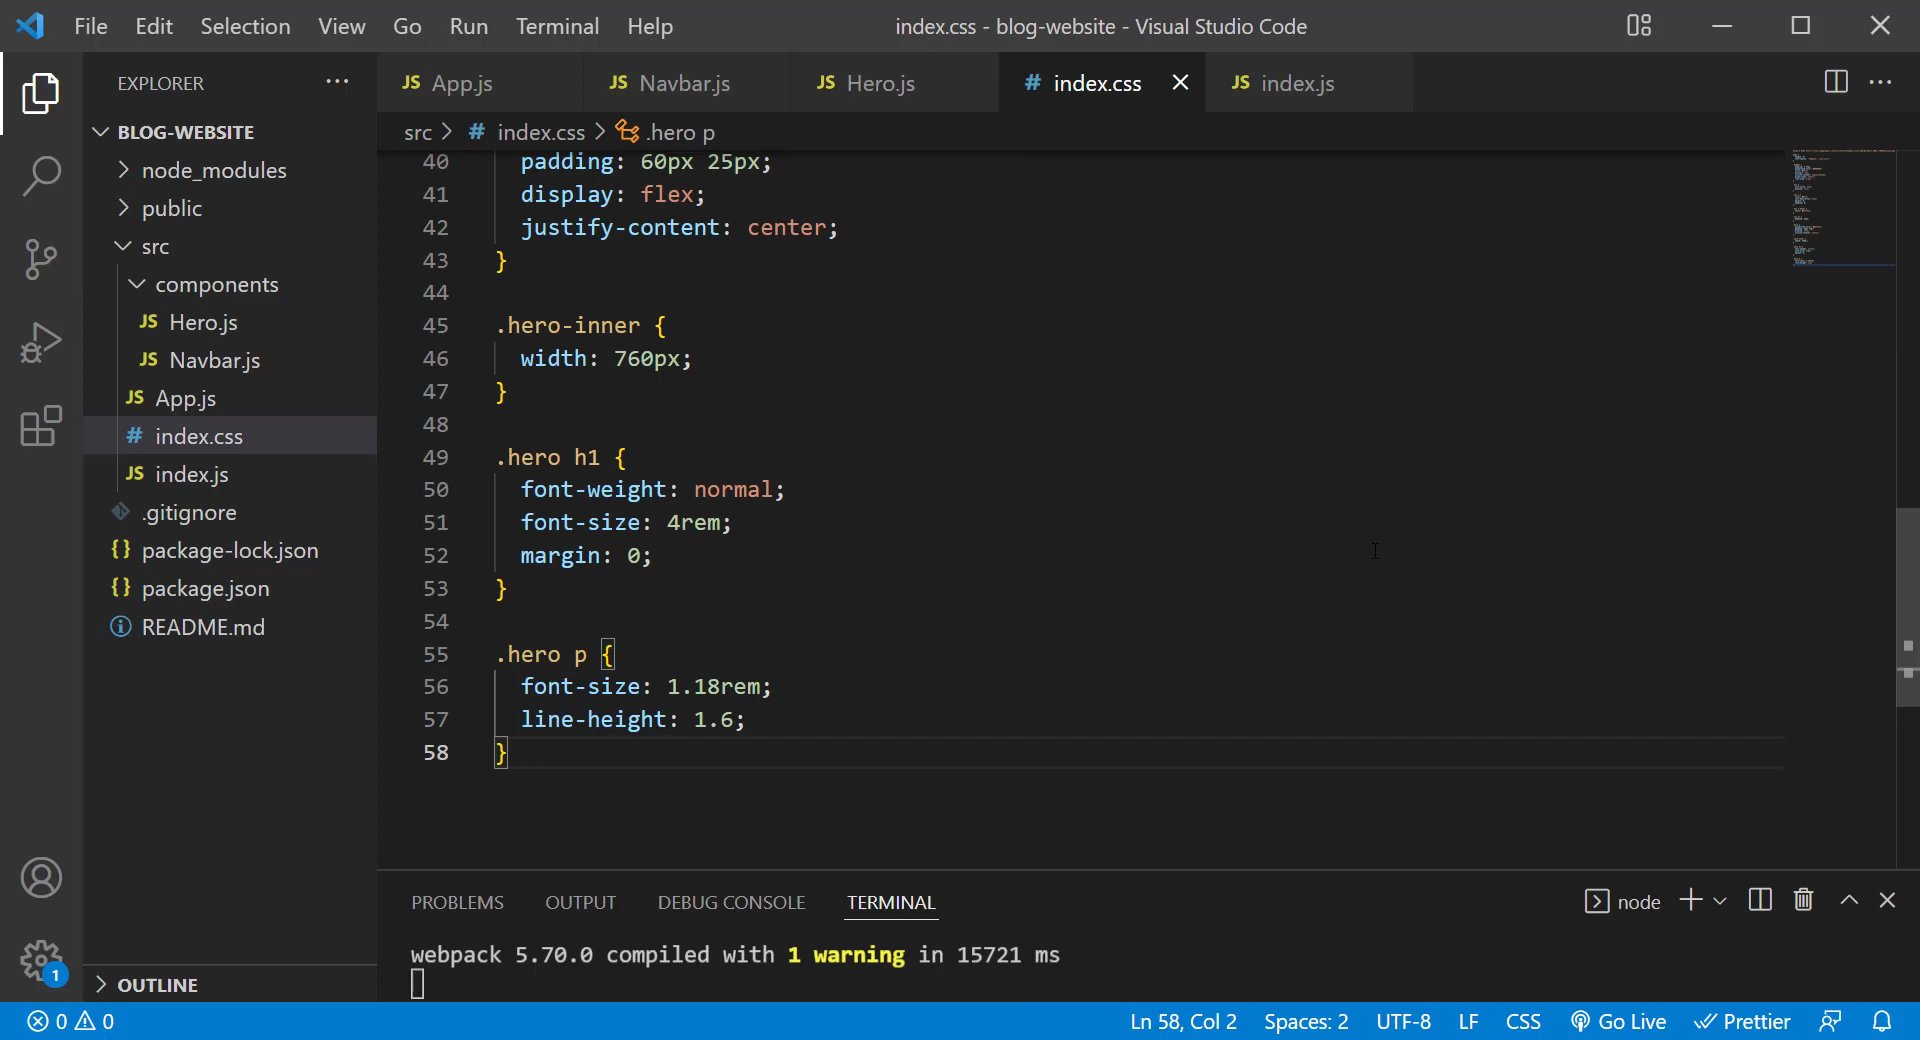 File Edit Selection View Go Run Terminal Help index.css - blog-website - Visual Studio Code
EXPLORER ...
BLOG-WEBSITE
node_modules
public
src
components
JS Hero.js
JS Navbar.js
JS App.js
# index.css
JS index.js
.gitignore
{} package-lock.json
{} package.json
README.md
OUTLINE
JS App.js JS Navbar.js JS Hero.js # index.css JS index.js
src > # index.css > .hero p
40 padding: 60px 25px;
41 display: flex;
42 justify-content: center;
43 }
44
45 .hero-inner {
46 width: 760px;
47 }
48
49 .hero h1 {
50 font-weight: normal;
51 font-size: 4rem;
52 margin: 0;
53 }
54
55 .hero p {
56 font-size: 1.18rem;
57 line-height: 1.6;
58 }
PROBLEMS OUTPUT DEBUG CONSOLE TERMINAL node
webpack 5.70.0 compiled with 1 warning in 15721 ms
1
0 0 Ln 58, Col 2 Spaces: 2 UTF-8 LF CSS Go Live Prettier